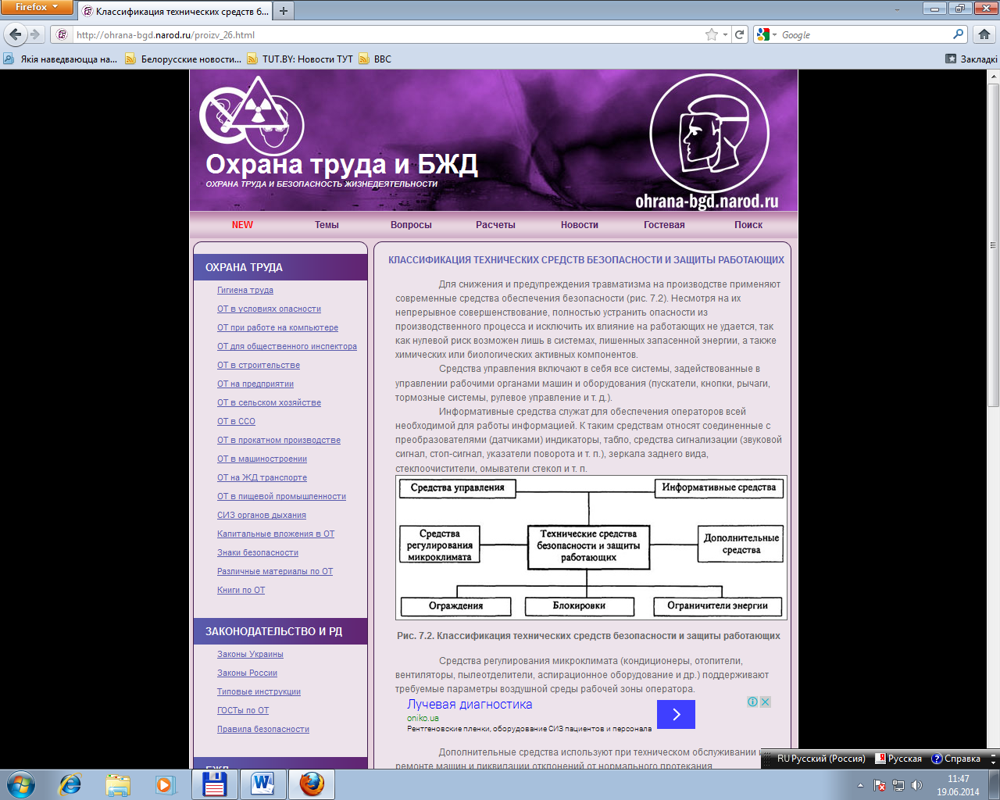 Firefox
Классификация технических средств б...
http://ohrana-bgd.narod.ru/proizv_26.html
Google
Якія наведваюцца на...
Белорусские новости...
TUT.BY: Новости ТУТ
BBC
Закладкі
Охрана труда и БЖД
ОХРАНА ТРУДА И БЕЗОПАСНОСТЬ ЖИЗНЕДЕЯТЕЛЬНОСТИ
ohrana-bgd.narod.ru
NEW
Темы
Вопросы
Расчеты
Новости
Гостевая
Поиск
ОХРАНА ТРУДА
Гигиена труда
ОТ в условиях опасности
ОТ при работе на компьютере
ОТ для общественного инспектора
ОТ в строительстве
ОТ на предприятии
ОТ в сельском хозяйстве
ОТ в ССО
ОТ в прокатном производстве
ОТ в машиностроении
ОТ на ЖД транспорте
ОТ в пищевой промышленности
СИЗ органов дыхания
Капитальные вложения в ОТ
Знаки безопасности
Различные материалы по ОТ
Книги по ОТ
ЗАКОНОДАТЕЛЬСТВО И РД
Законы Украины
Законы России
Типовые инструкции
ГОСТы по ОТ
Правила безопасности
БЖД
КЛАССИФИКАЦИЯ ТЕХНИЧЕСКИХ СРЕДСТВ БЕЗОПАСНОСТИ И ЗАЩИТЫ РАБОТАЮЩИХ
Для снижения и предупреждения травматизма на производстве применяют
современные средства обеспечения безопасности (рис. 7.2). Несмотря на их
непрерывное совершенствование, полностью устранить опасности из
производственного процесса и исключить их влияние на работающих не удается, так
как нулевой риск возможен лишь в системах, лишенных запасенной энергии, а также
химических или биологических активных компонентов.
Средства управления включают в себя все системы, задействованные в
управлении рабочими органами машин и оборудования (пускатели, кнопки, рычаги,
тормозные системы, рулевое управление и т. д.).
Информативные средства служат для обеспечения операторов всей
необходимой для работы информацией. К таким средствам относят соединенные с
преобразователями (датчиками) индикаторы, табло, средства сигнализации (звуковой
сигнал, стоп-сигнал, указатели поворота и т. п.), зеркала заднего вида,
стеклоочистители, омыватели стекол и т. п.
Средства управления
Информативные средства
Средства
регулирования
микроклимата
Технические средства
безопасности и защиты
работающих
Дополнительные
средства
Ограждения
Блокировки
Ограничители энергии
Рис. 7.2. Классификация технических средств безопасности и защиты работающих
Средства регулирования микроклимата (кондиционеры, отопители,
вентиляторы, пылеотделители, аспирационное оборудование и др.) поддерживают
требуемые параметры воздушной среды рабочей зоны оператора.
Лучевая диагностика
oniko.ua
Рентгеновские пленки, оборудование СИЗ пациентов и персонала
Дополнительные средства используют при техническом обслуживании и
ремонте машин и ликвидации отклонений от нормального протекания
RU Русский (Россия)
Русская
Справка
11:47
19.06.2014